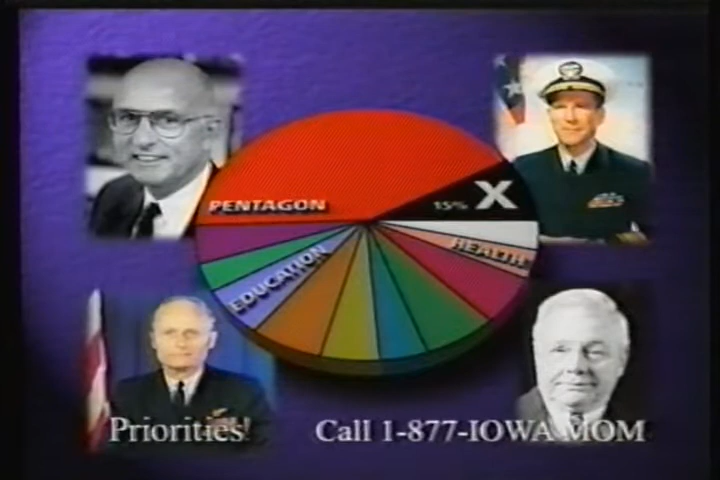 PENTAGON
15% X
HEALTH
EDUCATION
Priorities
Call 1-877-IOWA MOM